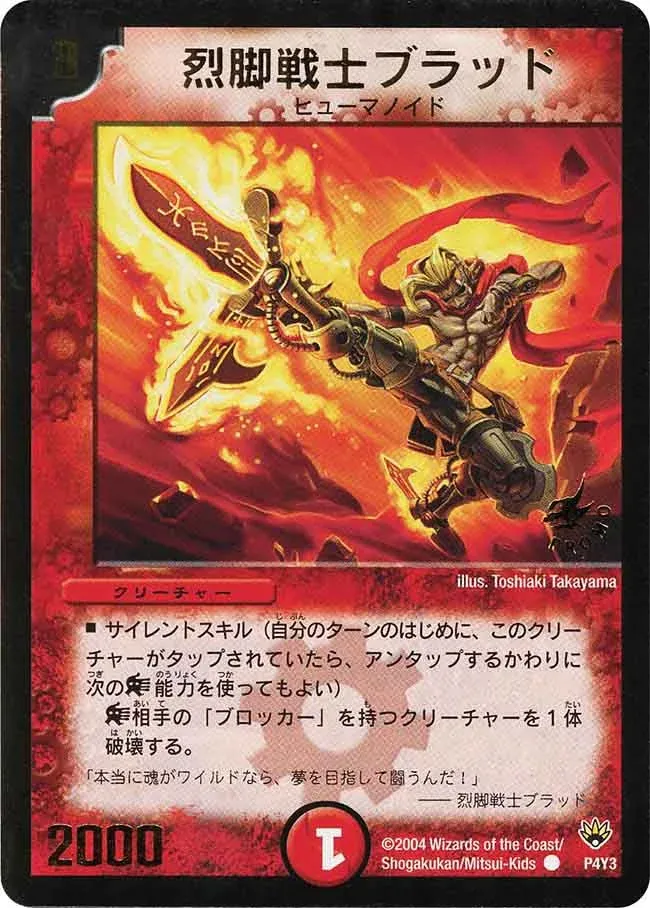 烈脚戦士ブラッド
ヒューマノイド
PROMO
illus. Toshiaki Takayama
クリーチャー
■ サイレントスキル（自分のターンのはじめに、このクリー
チャーがタップされていたら、アンタップするかわりに
次の能力を使ってもよい）
相手の「ブロッカー」を持つクリーチャーを1体
破壊する。
「本当に魂がワイルドなら、夢を目指して闘うんだ！」
―― 烈脚戦士ブラッド
2000
1
©2004 Wizards of the Coast/
Shogakukan/Mitsui-Kids
P4Y3